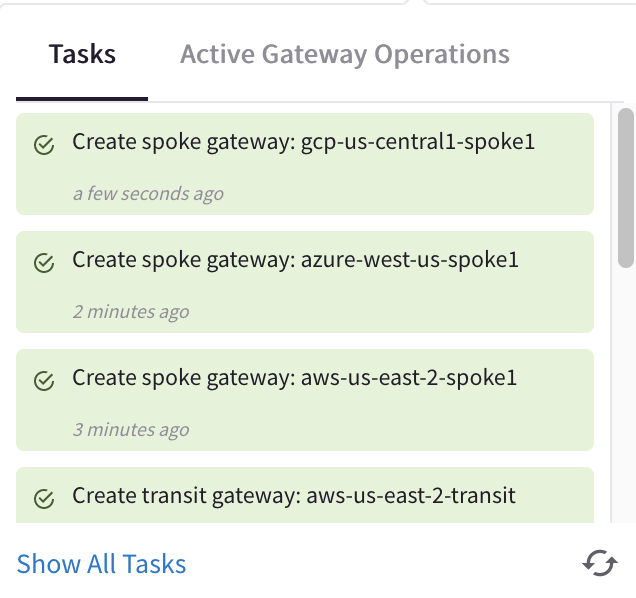 Tasks
Active Gateway Operations
Create spoke gateway: gcp-us-central1-spoke1
a few seconds ago
Create spoke gateway: azure-west-us-spoke1
2 minutes ago
Create spoke gateway: aws-us-east-2-spoke1
3 minutes ago
Create transit gateway: aws-us-east-2-transit
Show All Tasks